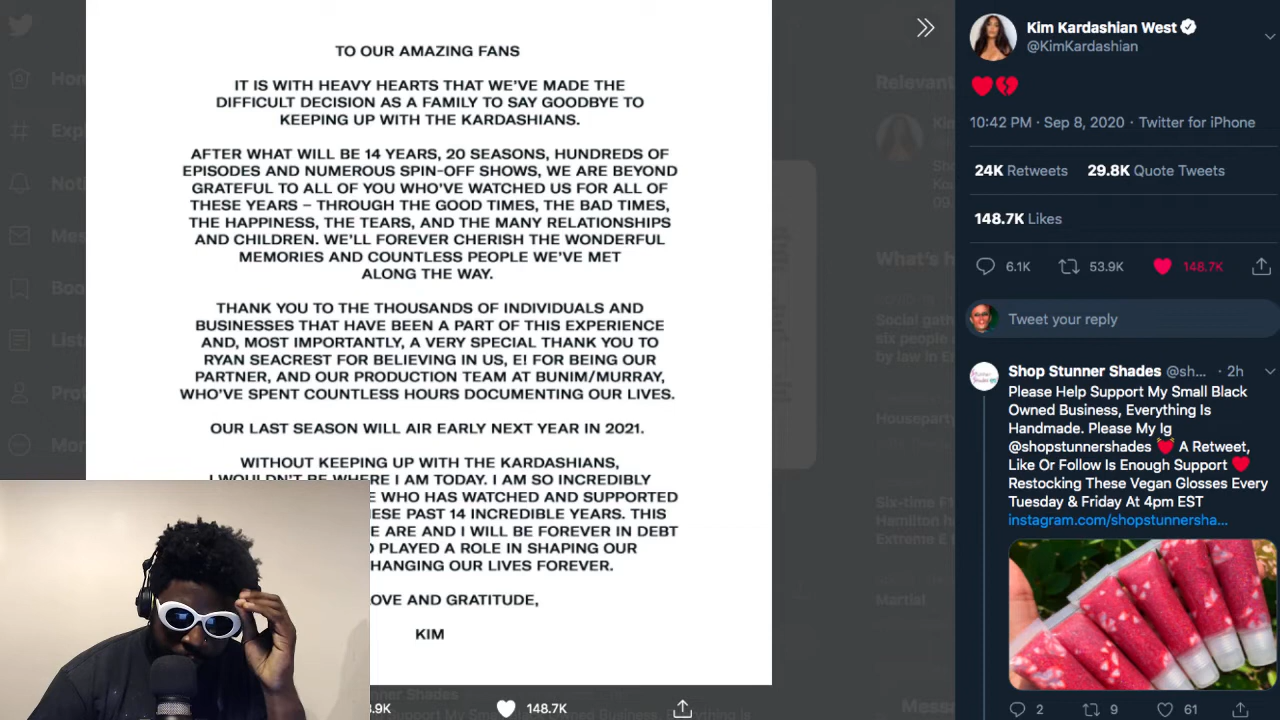 TO OUR AMAZING FANS
IT IS WITH HEAVY HEARTS THAT WE'VE MADE THE
DIFFICULT DECISION AS A FAMILY TO SAY GOODBYE TO
KEEPING UP WITH THE KARDASHIANS.
AFTER WHAT WILL BE 14 YEARS, 20 SEASONS, HUNDREDS OF
EPISODES AND NUMEROUS SPIN-OFF SHOWS, WE ARE BEYOND
GRATEFUL TO ALL OF YOU WHO'VE WATCHED US FOR ALL OF
THESE YEARS – THROUGH THE GOOD TIMES, THE BAD TIMES,
THE HAPPINESS, THE TEARS, AND THE MANY RELATIONSHIPS
AND CHILDREN. WE'LL FOREVER CHERISH THE WONDERFUL
MEMORIES AND COUNTLESS PEOPLE WE'VE MET
ALONG THE WAY.
THANK YOU TO THE THOUSANDS OF INDIVIDUALS AND
BUSINESSES THAT HAVE BEEN A PART OF THIS EXPERIENCE
AND, MOST IMPORTANTLY, A VERY SPECIAL THANK YOU TO
RYAN SEACREST FOR BELIEVING IN US, E! FOR BEING OUR
PARTNER, AND OUR PRODUCTION TEAM AT BUNIM/MURRAY,
WHO'VE SPENT COUNTLESS HOURS DOCUMENTING OUR LIVES.
OUR LAST SEASON WILL AIR EARLY NEXT YEAR IN 2021.
WITHOUT KEEPING UP WITH THE KARDASHIANS,
I WOULDN'T BE WHERE I AM TODAY. I AM SO INCREDIBLY
WHO HAS WATCHED AND SUPPORTED
PAST 14 INCREDIBLE YEARS. THIS
ARE AND I WILL BE FOREVER IN DEBT
PLAYED A ROLE IN SHAPING OUR
OUR LIVES FOREVER.
AND GRATITUDE,
KIM
148.7K
Kim Kardashian West
@KimKardashian
10:42 PM · Sep 8, 2020 · Twitter for iPhone
24K Retweets 29.8K Quote Tweets
148.7K Likes
6.1K 53.9K 148.7K
Tweet your reply
Shop Stunner Shades @sh... · 2h
Please Help Support My Small Black
Owned Business, Everything Is
Handmade. Please My Ig
@shopstunnershades A Retweet,
Like Or Follow Is Enough Support
Restocking These Vegan Glosses Every
Tuesday & Friday At 4pm EST
instagram.com/shopstunnersha...
2 9 61